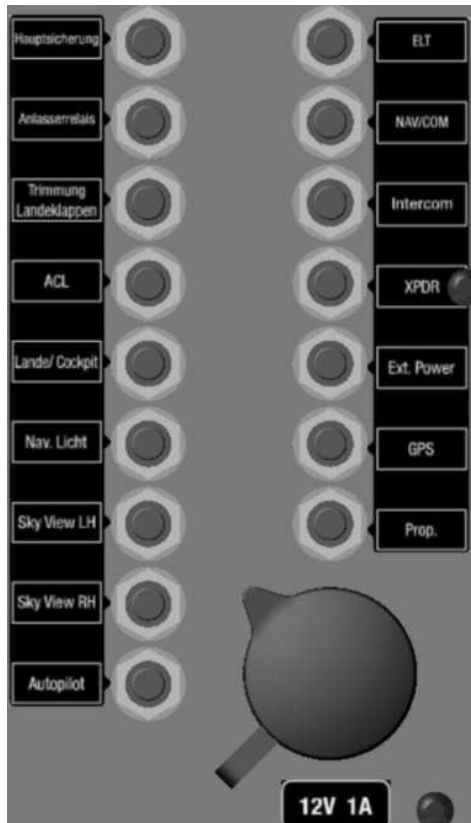 Hauptsicherung
Anlasserrelais
Trimmung
Landeklappen
ACL
Lande/ Cockpit
Nav. Licht
Sky View LH
Sky View RH
Autopilot
ELT
NAV/COM
Intercom
XPDR
Ext. Power
GPS
Prop.
12V 1A